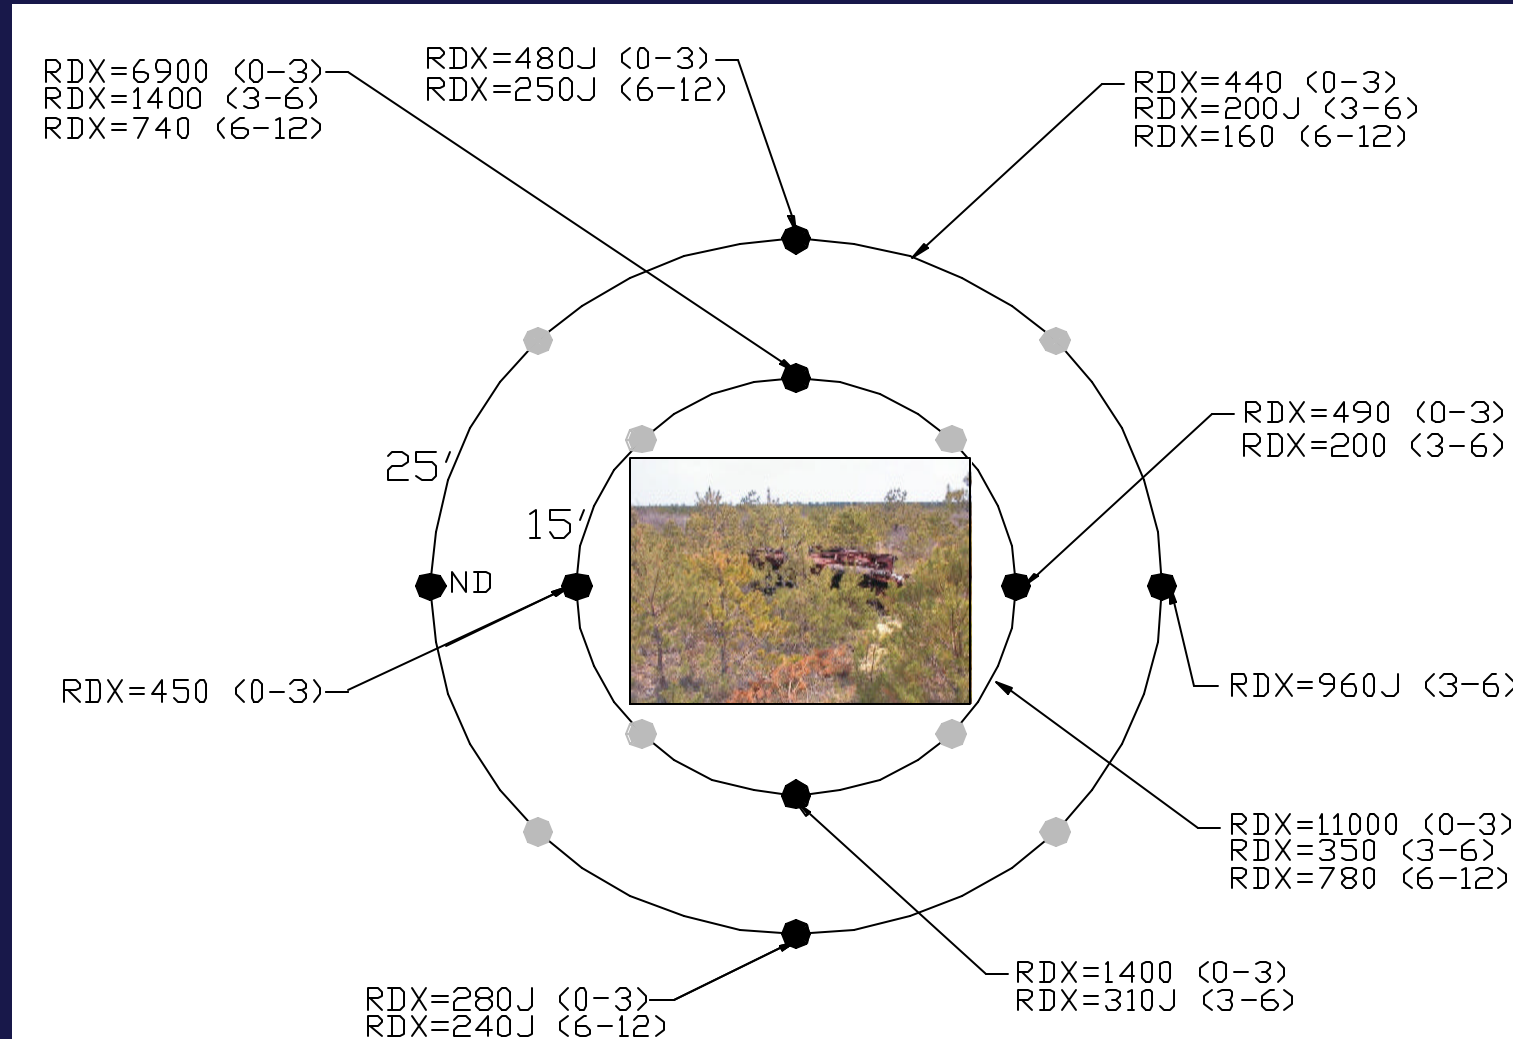 RDX=6900 (0-3)
RDX=1400 (3-6)
RDX=740 (6-12)
RDX=480J (0-3)
RDX=250J (6-12)
RDX=440 (0-3)
RDX=200J (3-6)
RDX=160 (6-12)
RDX=490 (0-3)
RDX=200 (3-6)
25'
15'
ND
RDX=450 (0-3)
RDX=960J (3-6)
RDX=11000 (0-3)
RDX=350 (3-6)
RDX=780 (6-12)
RDX=1400 (0-3)
RDX=310J (3-6)
RDX=280J (0-3)
RDX=240J (6-12)